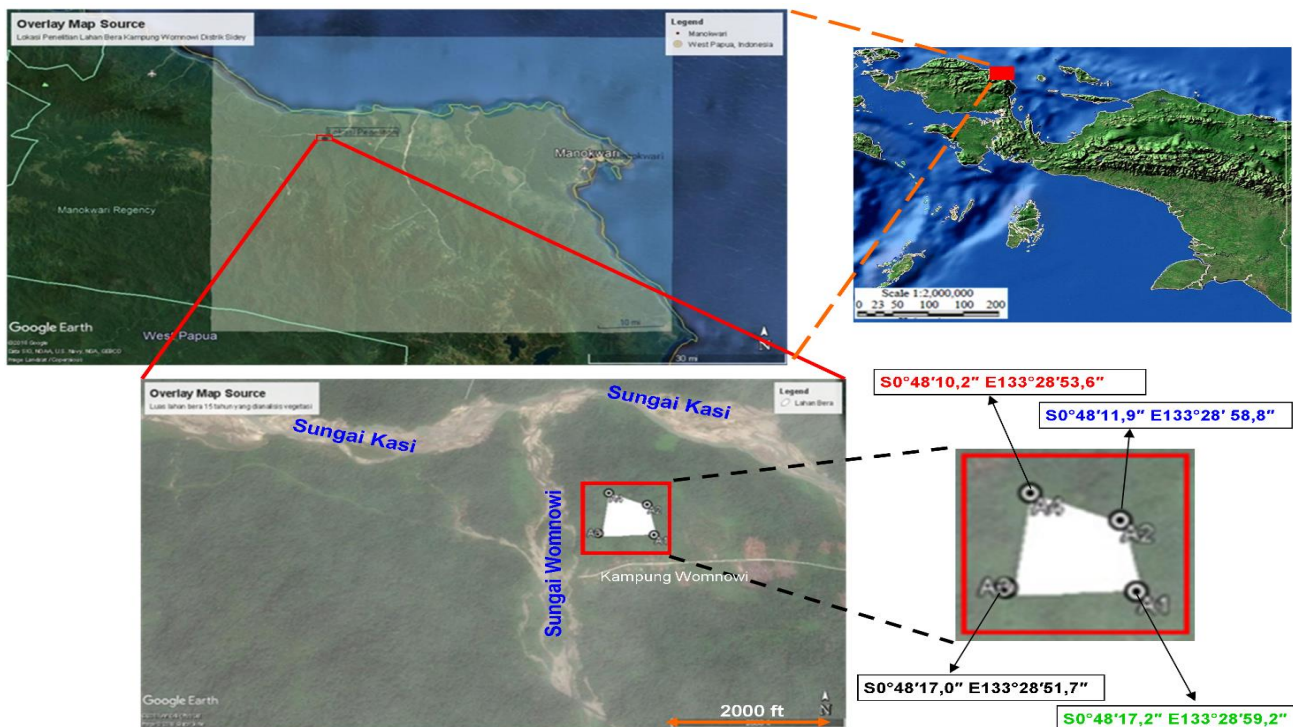 Overlay Map Source
Lokasi Penelitian Lahan Bera Kampung Womnowi Distrik Sidey
Legend
Manokwari
West Papua, Indonesia
Manokwari
Manokwari Regency
West Papua
Google Earth
10 mi
30 mi
N
Scale 1:2,000,000
0 23 50 100 100 200
Overlay Map Source
Luas lahan bera 15 tahun yang dianalisis vegetasi
Legend
Lahan Bera
Sungai Kasi
Sungai Kasi
Sungai Womnowi
A4
A2
A3
A1
Kampung Womnowi
Google Earth
2000 ft
N
S0°48′10,2″ E133°28′53,6″
S0°48′11,9″ E133°28′ 58,8″
A4
A2
A3
A1
S0°48′17,0″ E133°28′51,7″
S0°48′17,2″ E133°28′59,2″